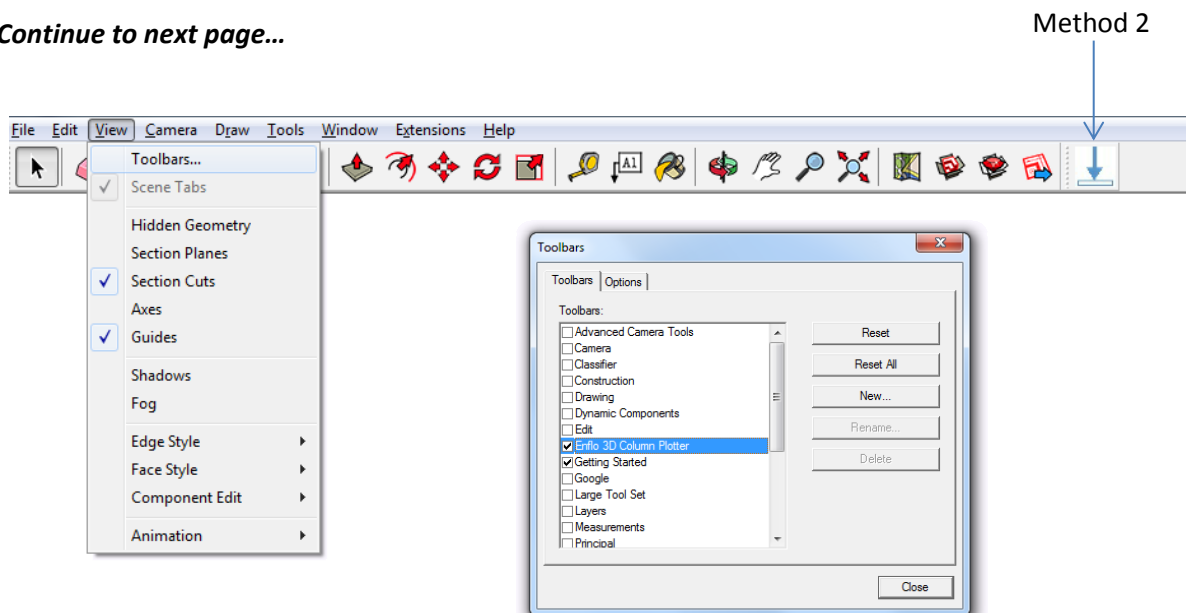 Continue to next page…
Method 2
File Edit View Camera Draw Tools Window Extensions Help
Toolbars...
Scene Tabs
Hidden Geometry
Section Planes
Section Cuts
Axes
Guides
Shadows
Fog
Edge Style
Face Style
Component Edit
Animation
A1
Toolbars
Toolbars Options
Toolbars:
Advanced Camera Tools
Camera
Classifier
Construction
Drawing
Dynamic Components
Edit
Enflo 3D Column Plotter
Getting Started
Google
Large Tool Set
Layers
Measurements
Principal
Reset
Reset All
New...
Rename...
Delete
Close